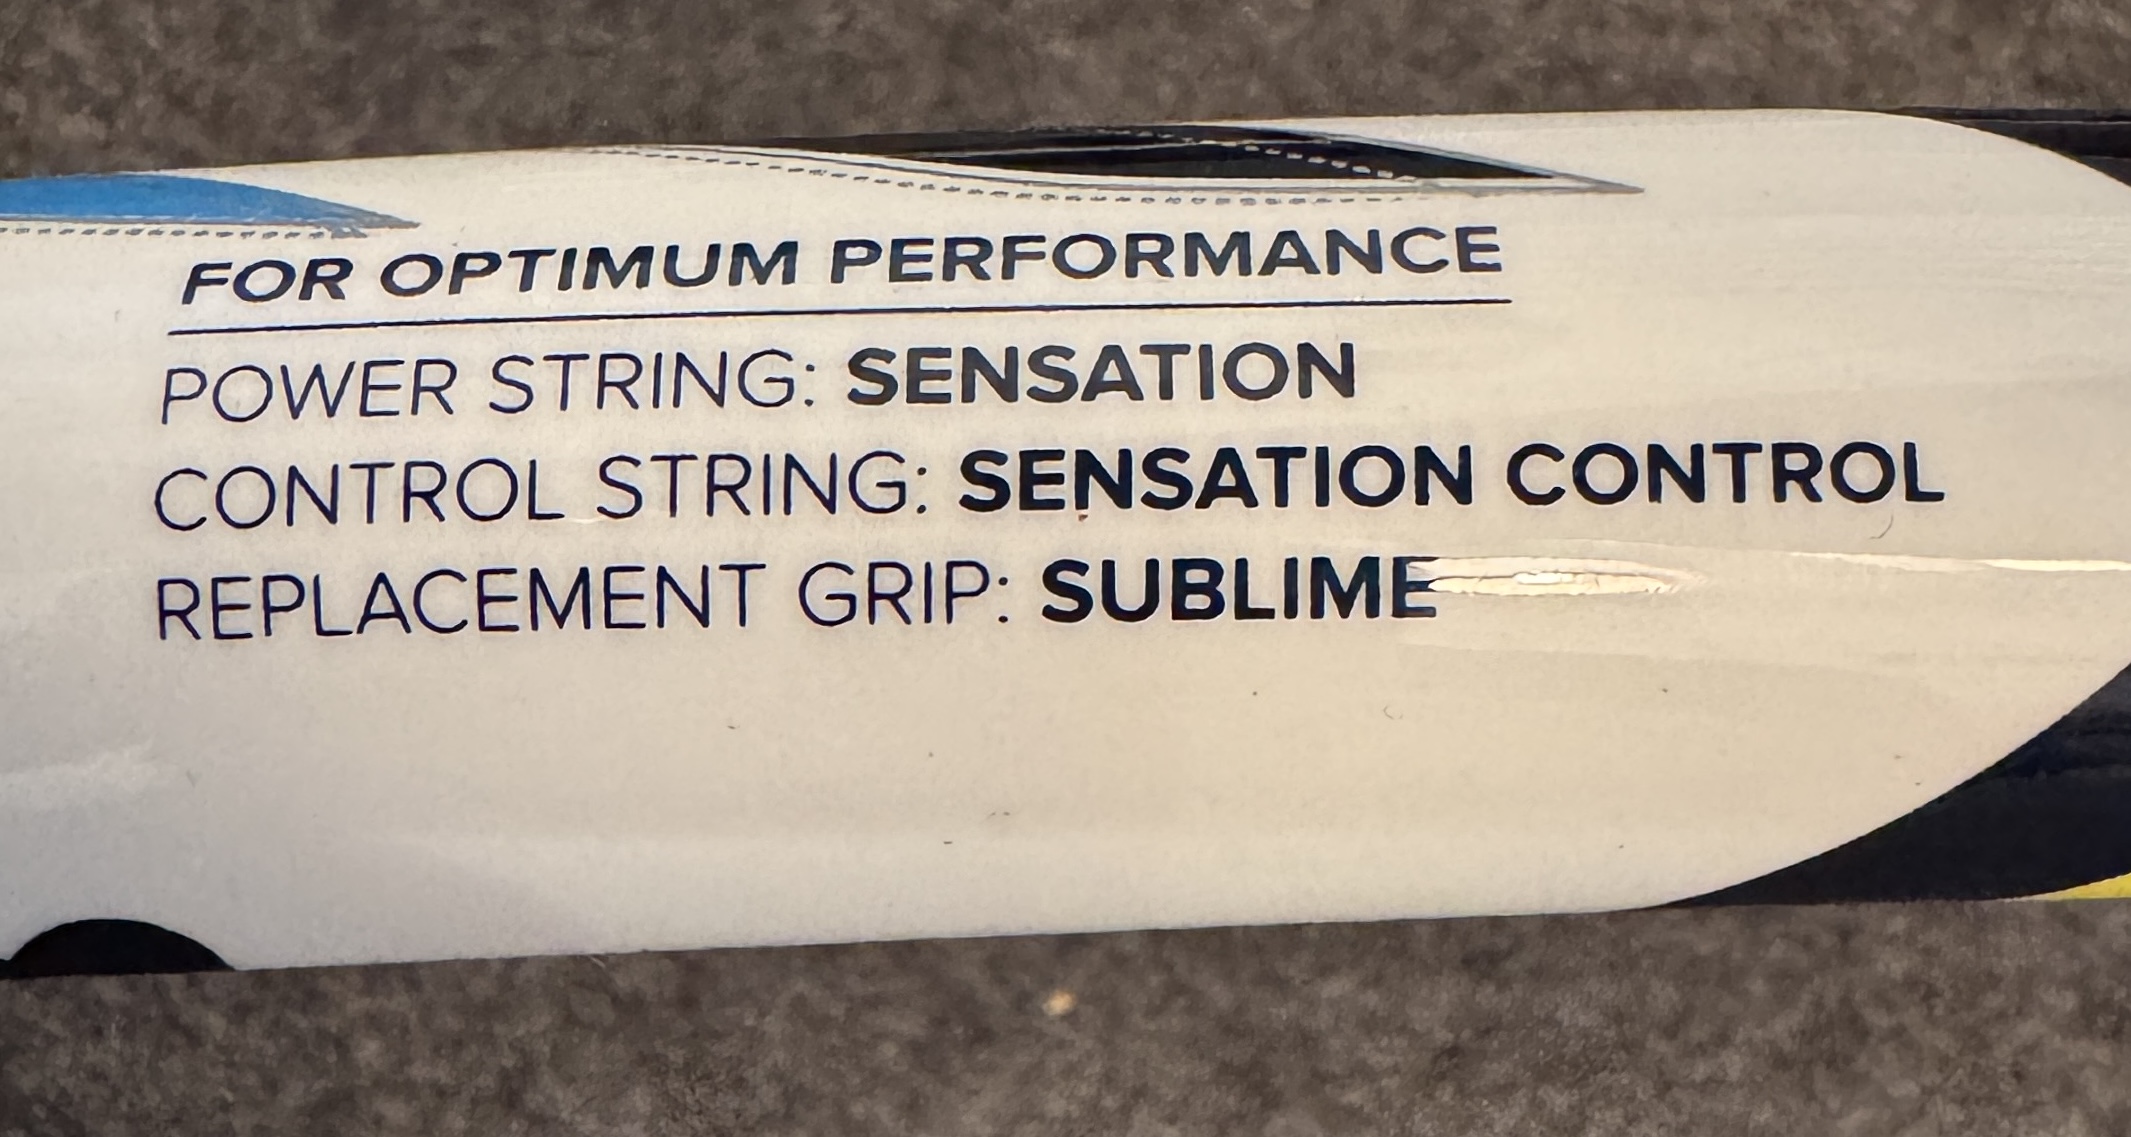 FOR OPTIMUM PERFORMANCE
POWER STRING: SENSATION
CONTROL STRING: SENSATION CONTROL
REPLACEMENT GRIP: SUBLIME